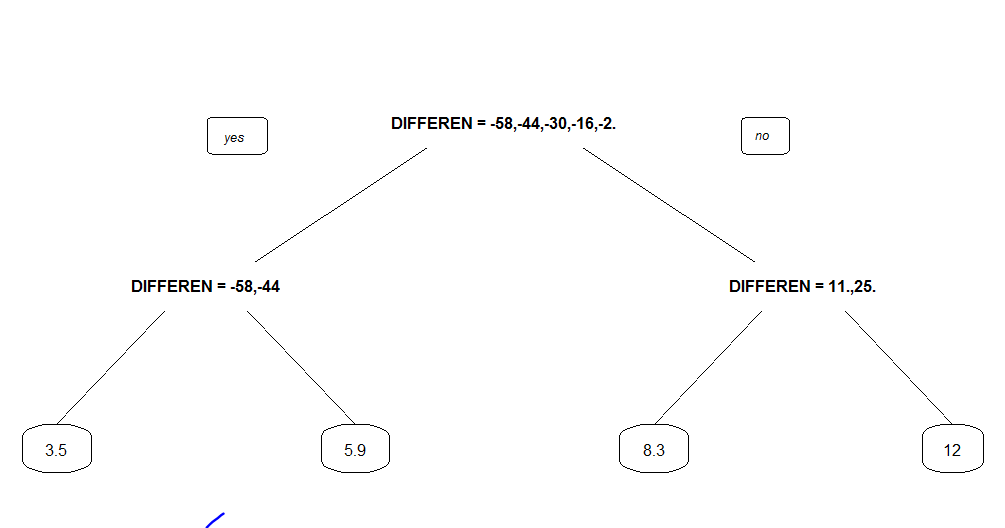 DIFFEREN = -58,-44,-30,-16,-2.
yes
no
DIFFEREN = -58,-44
DIFFEREN = 11.,25.
3.5
5.9
8.3
12